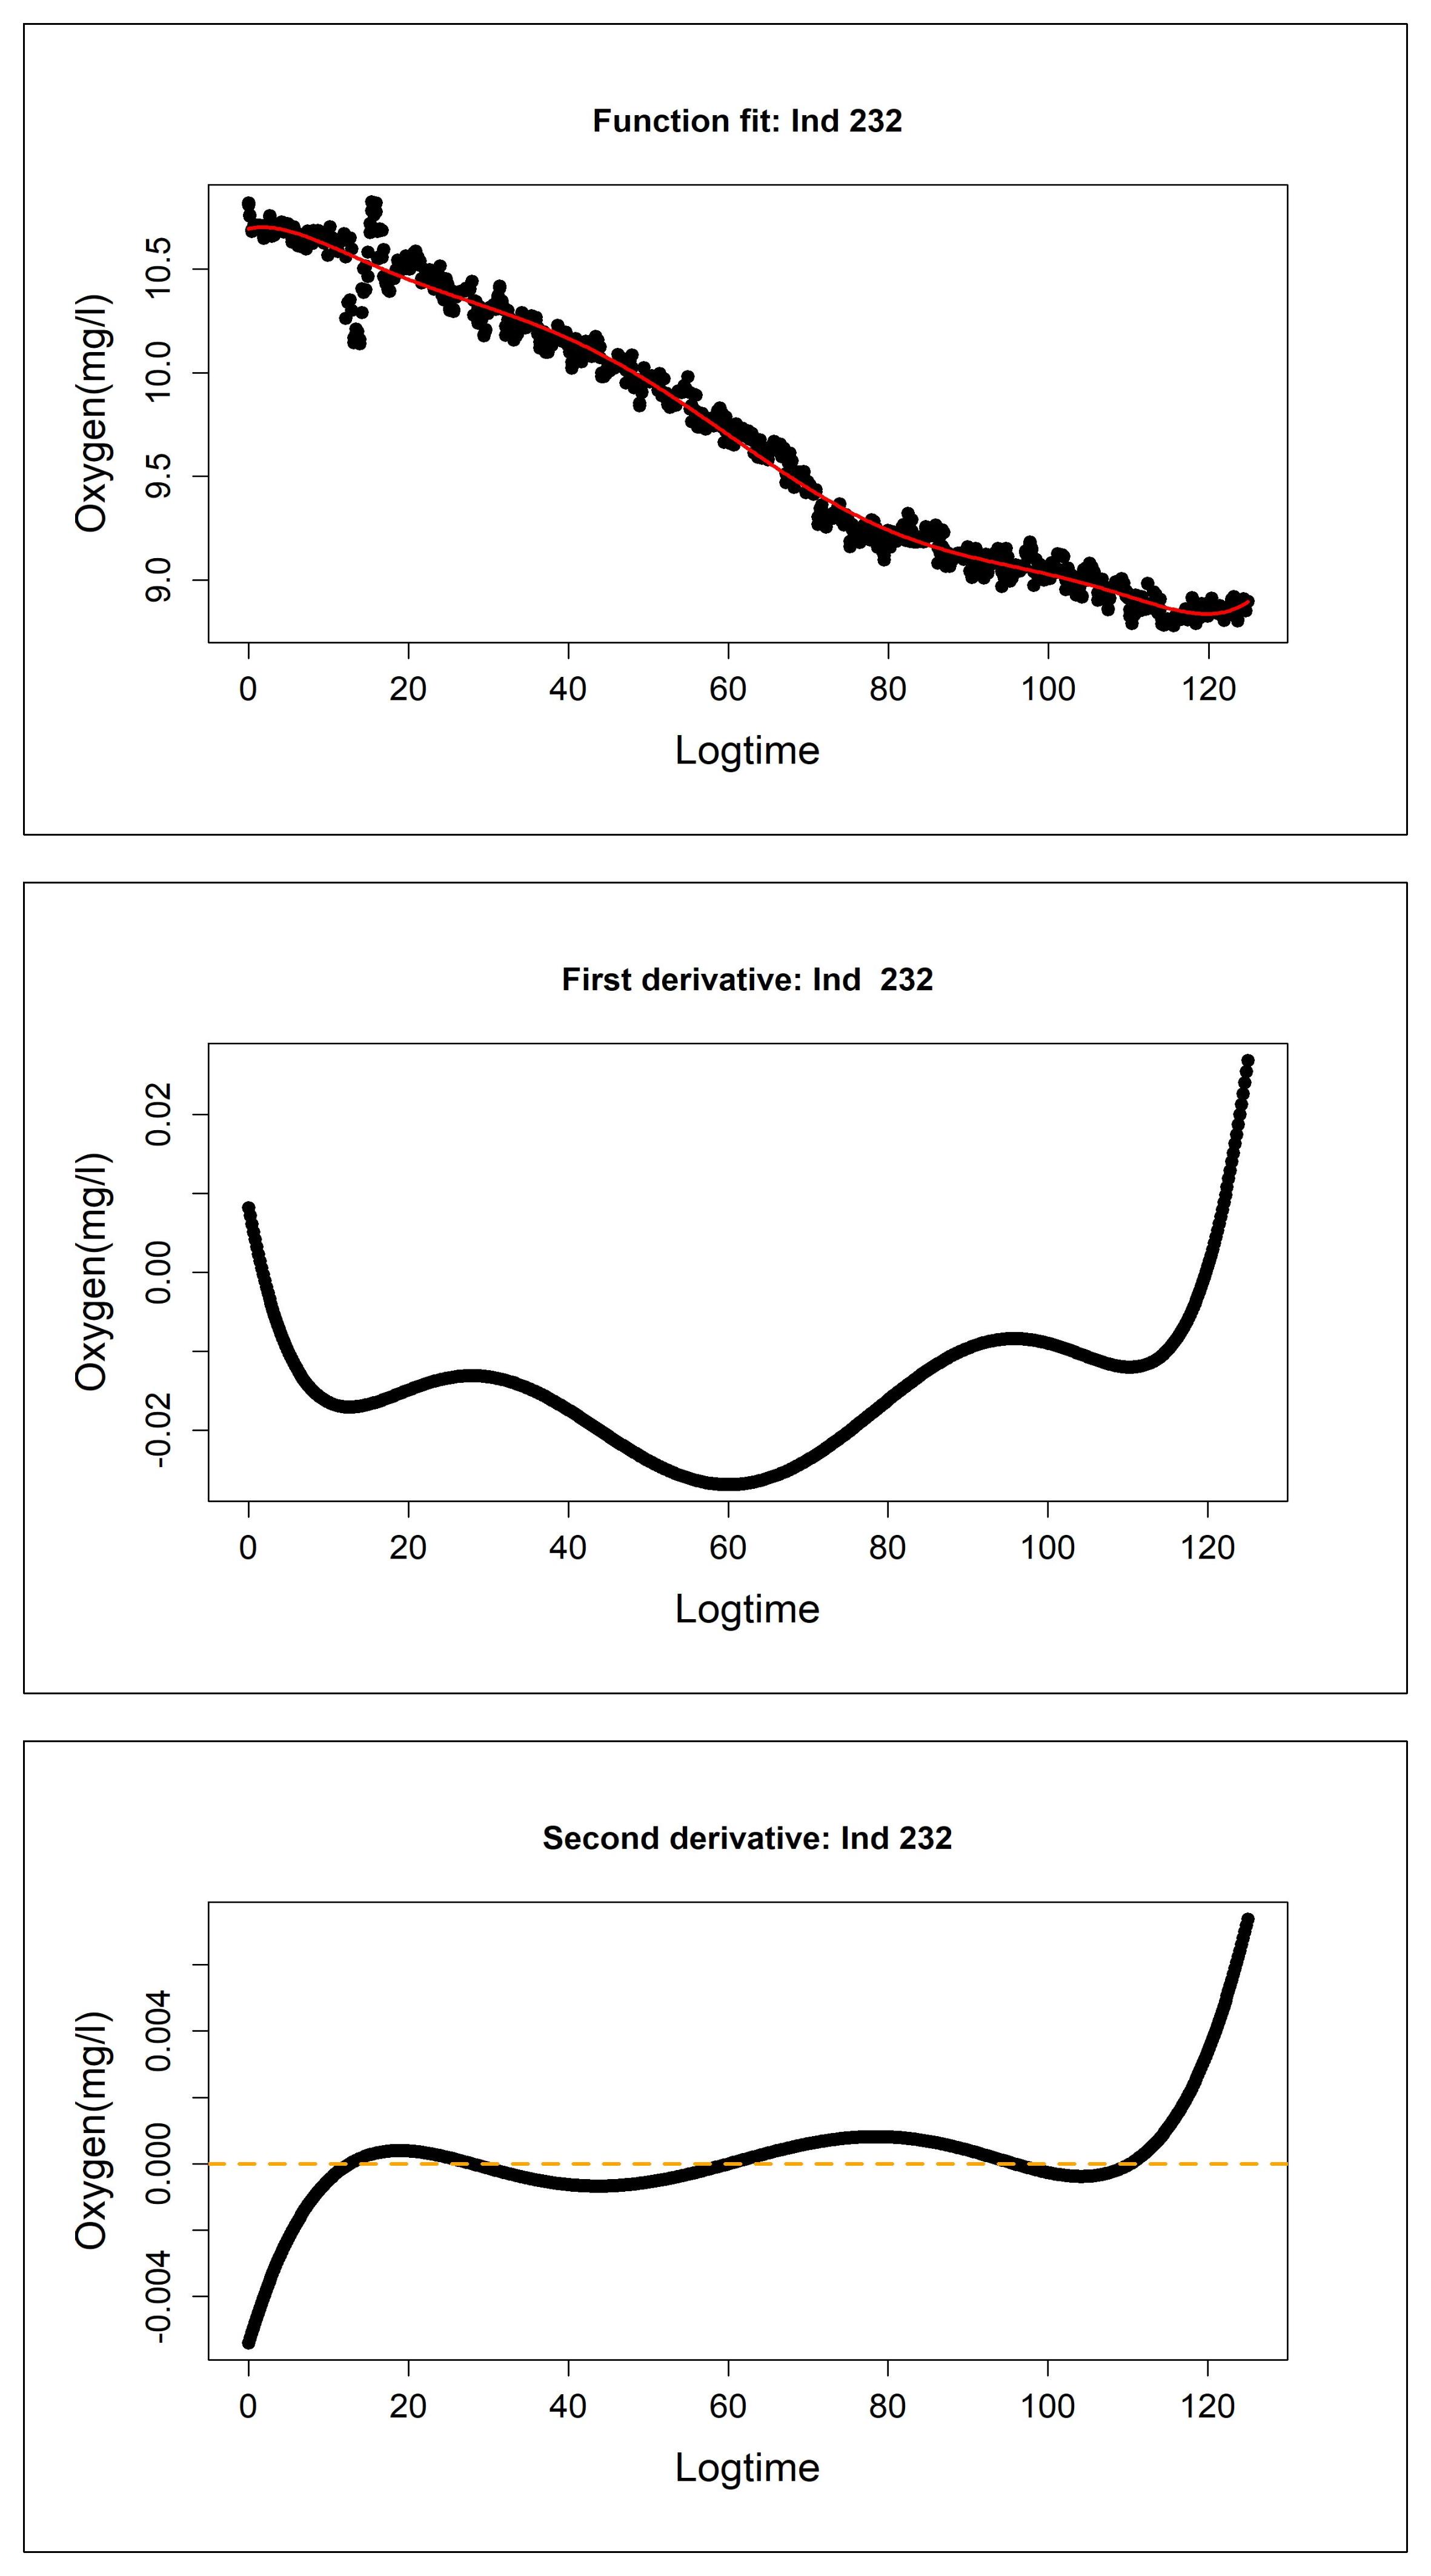 Function fit: Ind 232
Oxygen(mg/l)
10.5
10.0
9.5
9.0
0 20 40 60 80 100 120
Logtime
First derivative: Ind  232
Oxygen(mg/l)
0.02
0.00
-0.02
0 20 40 60 80 100 120
Logtime
Second derivative: Ind 232
Oxygen(mg/l)
0.004
0.000
-0.004
0 20 40 60 80 100 120
Logtime